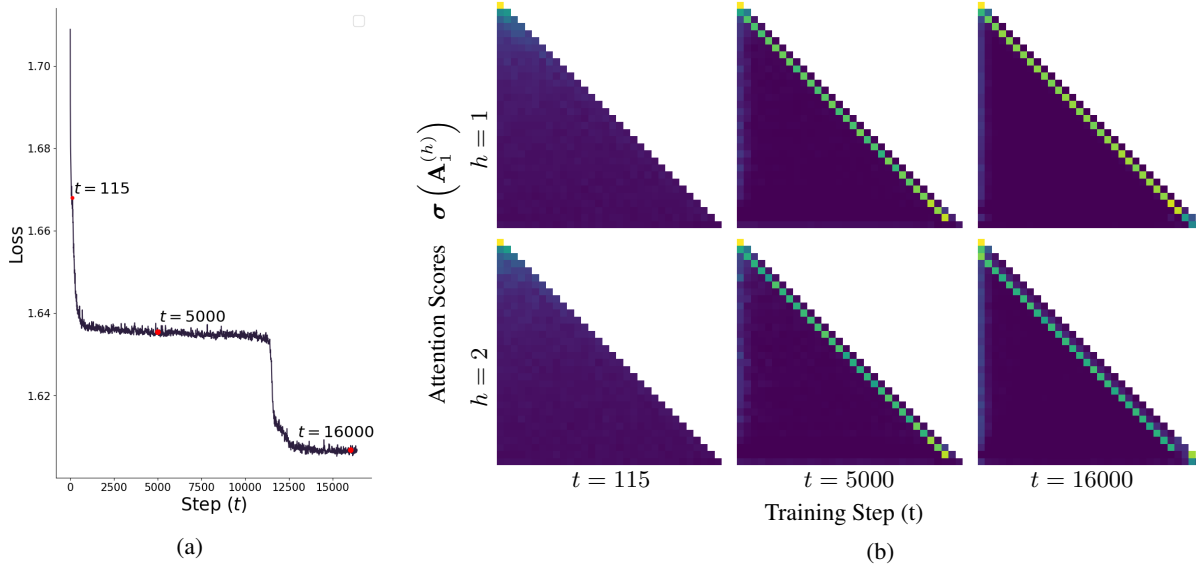 1.70
1.68
1.66
1.64
1.62
Loss
t = 115
t = 5000
t = 16000
0 2500 5000 7500 10000 12500 15000
Step (t)
(a)
Attention Scores σ (A₁⁽ʰ⁾)
h = 1
h = 2
t = 115 t = 5000 t = 16000
Training Step (t)
(b)